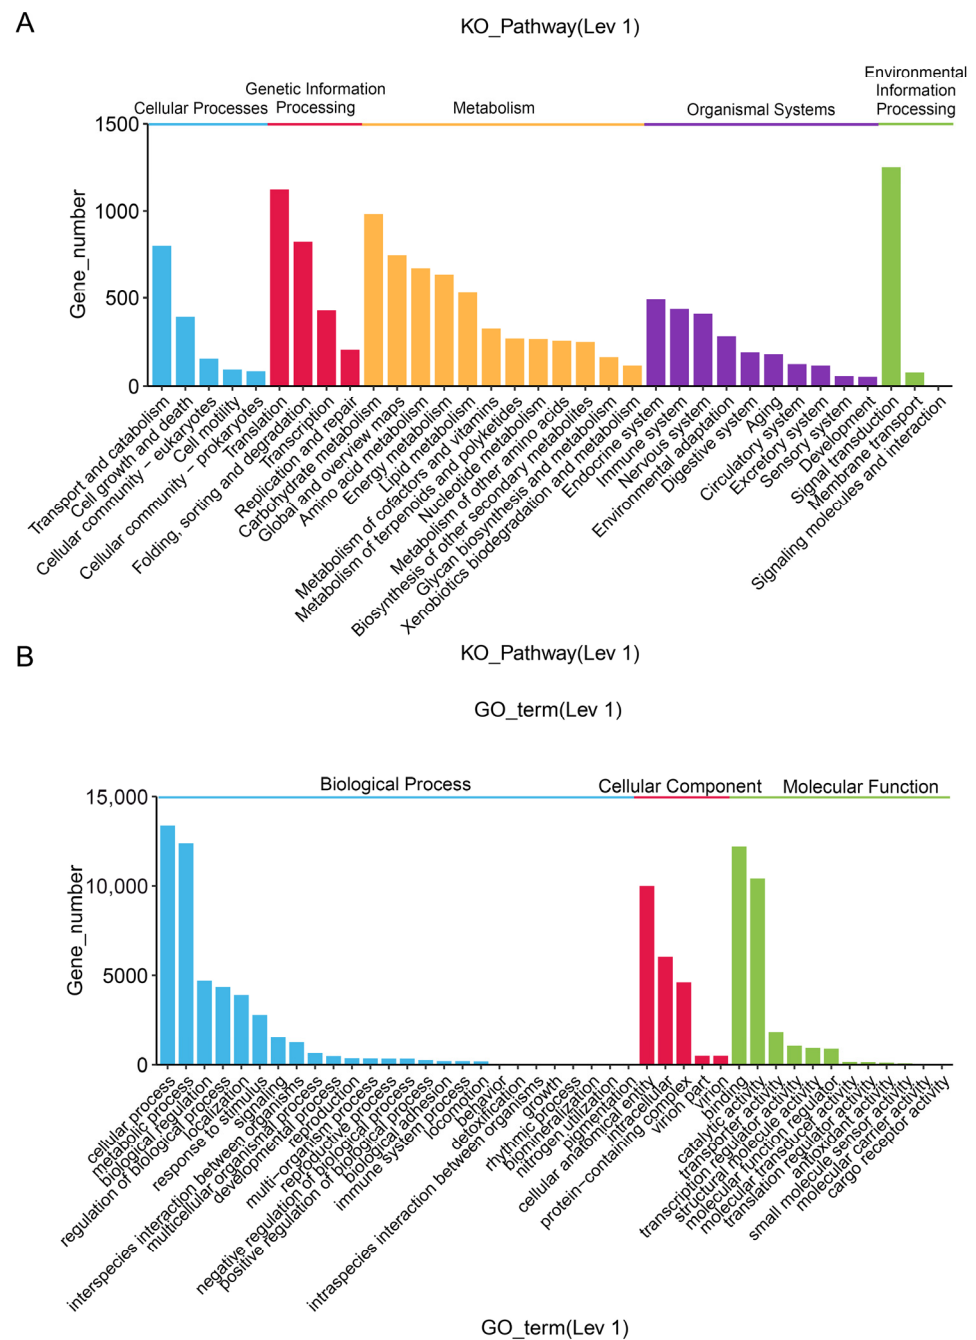 A
KO_Pathway(Lev 1)
Cellular Processes
Genetic Information
Processing
Metabolism
Organismal Systems
Environmental
Information
Processing
Gene_number
1500
1000
500
0
Transport and catabolism
Cell growth and death
Cellular community – eukaryotes
Cell motility
Cellular community – prokaryotes
Translation
Folding, sorting and degradation
Transcription
Replication and repair
Carbohydrate metabolism
Global and overview maps
Amino acid metabolism
Energy metabolism
Lipid metabolism
Metabolism of cofactors and vitamins
Metabolism of terpenoids and polyketides
Nucleotide metabolism
Metabolism of other amino acids
Biosynthesis of other secondary metabolites
Glycan biosynthesis and metabolism
Xenobiotics biodegradation and metabolism
Endocrine system
Immune system
Nervous system
Environmental adaptation
Digestive system
Aging
Circulatory system
Excretory system
Sensory system
Development
Signal transduction
Membrane transport
Signaling molecules and interaction
KO_Pathway(Lev 1)
B
GO_term(Lev 1)
Biological Process
Cellular Component
Molecular Function
Gene_number
15,000
10,000
5000
0
cellular process
metabolic process
biological regulation
regulation of biological process
localization
response to stimulus
signaling
interspecies interaction between organisms
multicellular organismal process
developmental process
reproduction
multi–organism process
reproductive process
negative regulation of biological process
positive regulation of biological process
biological adhesion
immune system process
locomotion
behavior
detoxification
intraspecies interaction between organisms
growth
rhythmic process
biomineralization
nitrogen utilization
pigmentation
cellular anatomical entity
intracellular
protein–containing complex
virion part
virion
binding
catalytic activity
transporter activity
transcription regulator activity
structural molecule activity
molecular function regulator
molecular transducer activity
translation regulator activity
antioxidant activity
small molecule sensor activity
molecular carrier activity
cargo receptor activity
GO_term(Lev 1)